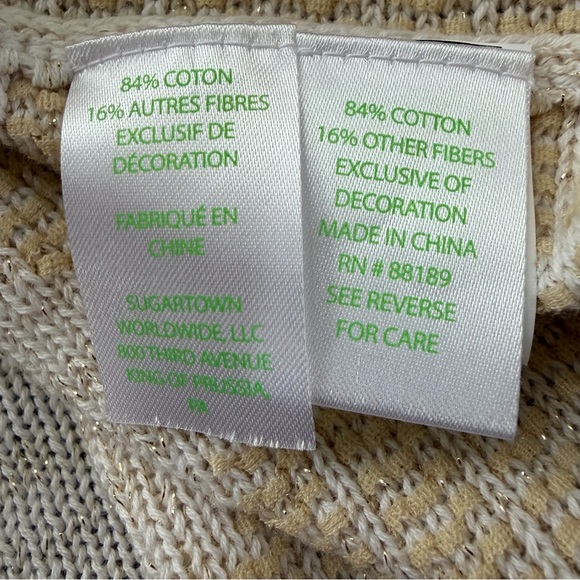 84% COTON
16% AUTRES FIBRES
EXCLUSIF DE
DÉCORATION
FABRIQUÉ EN
CHINE
SUGARTOWN
WORLDWIDE, LLC
800 THIRD AVENUE
KING OF PRUSSIA,
PA
84% COTTON
16% OTHER FIBERS
EXCLUSIVE OF
DECORATION
MADE IN CHINA
RN # 88189
SEE REVERSE
FOR CARE